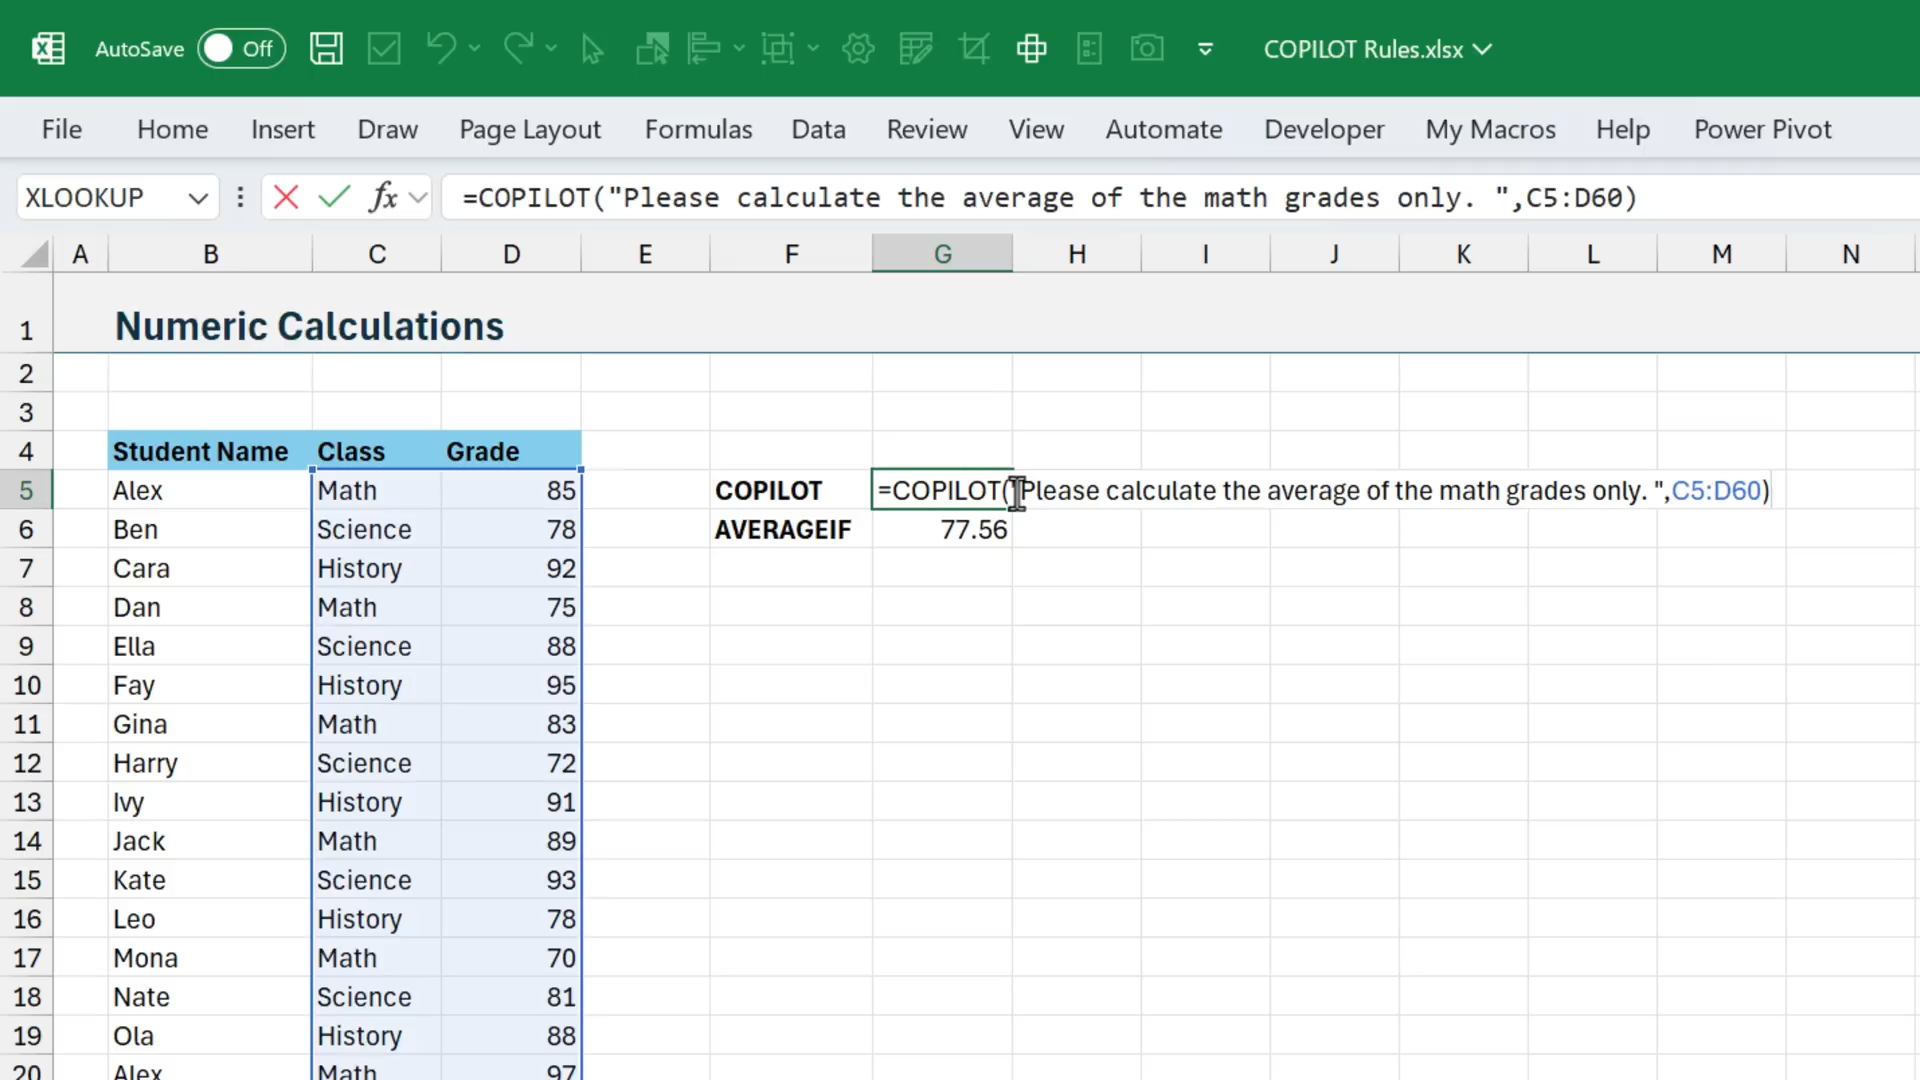 AutoSave Off COPILOT Rules.xlsx
File Home Insert Draw Page Layout Formulas Data Review View Automate Developer My Macros Help Power Pivot
XLOOKUP fx =COPILOT("Please calculate the average of the math grades only. ",C5:D60)
A B C D E F G H I J K L M N
1 Numeric Calculations
2
3
4 Student Name Class Grade
5 Alex Math 85 COPILOT =COPILOT("Please calculate the average of the math grades only. ",C5:D60)
6 Ben Science 78 AVERAGEIF 77.56
7 Cara History 92
8 Dan Math 75
9 Ella Science 88
10 Fay History 95
11 Gina Math 83
12 Harry Science 72
13 Ivy History 91
14 Jack Math 89
15 Kate Science 93
16 Leo History 78
17 Mona Math 70
18 Nate Science 81
19 Ola History 88
20 Alex Math 97